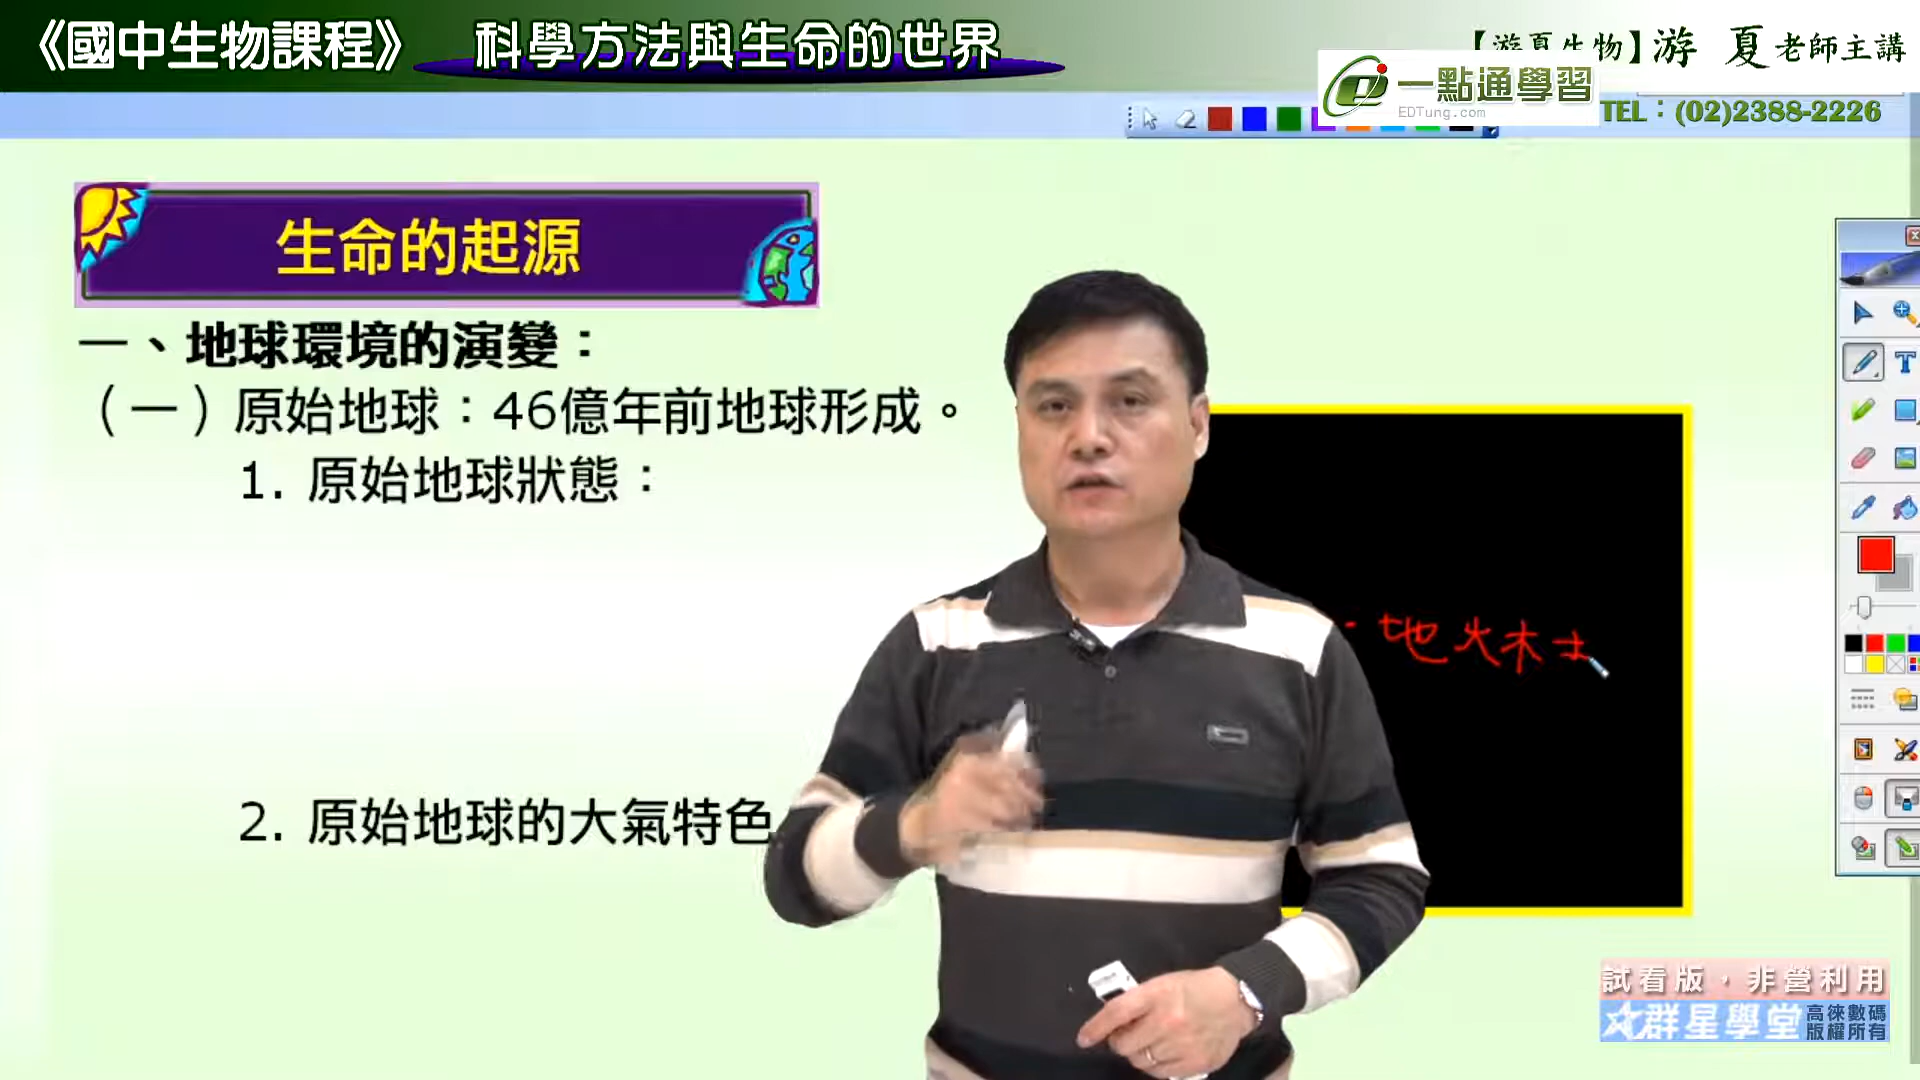 《國中生物課程》 科學方法與生命的世界
【游夏生物】游 夏老師主講
一點通學習
EDTung.com
TEL：(02)2388-2226
生命的起源
一、地球環境的演變：
（一）原始地球：46億年前地球形成。
1. 原始地球狀態：
地火木土
2. 原始地球的大氣特色
試看版，非營利用
群星學堂
高徠數碼
版權所有